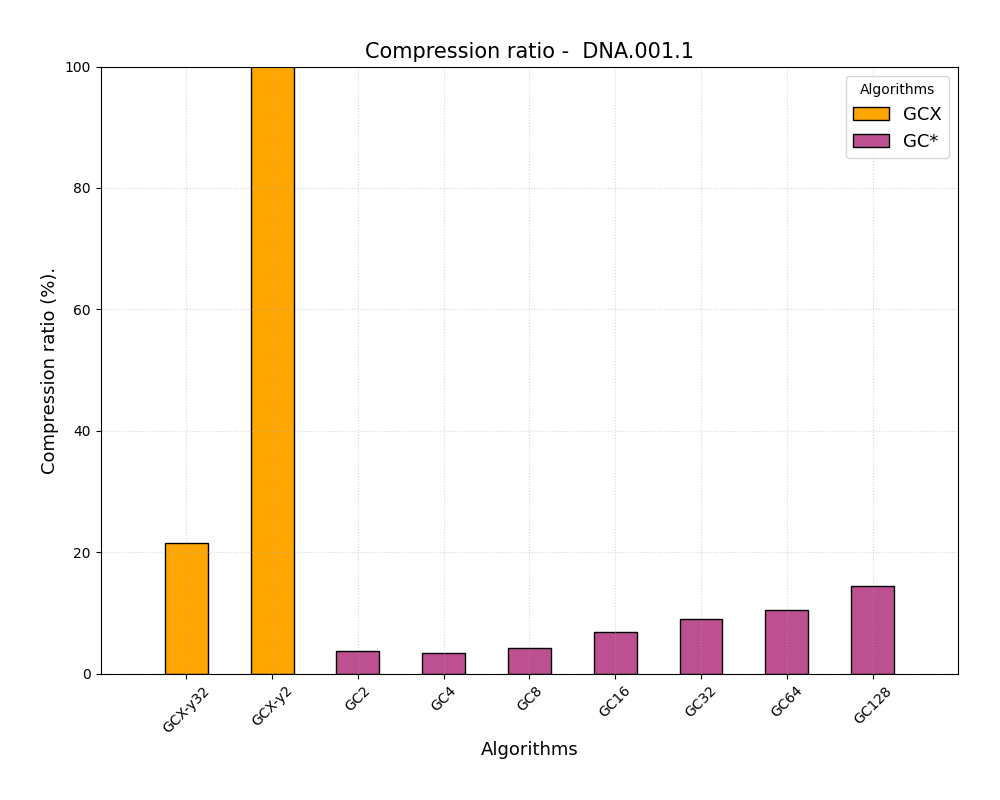 Compression ratio -  DNA.001.1
Algorithms
GCX
GC*
Compression ratio (%).
100
80
60
40
20
0
GCX-y32
GCX-y2
GC2
GC4
GC8
GC16
GC32
GC64
GC128
Algorithms